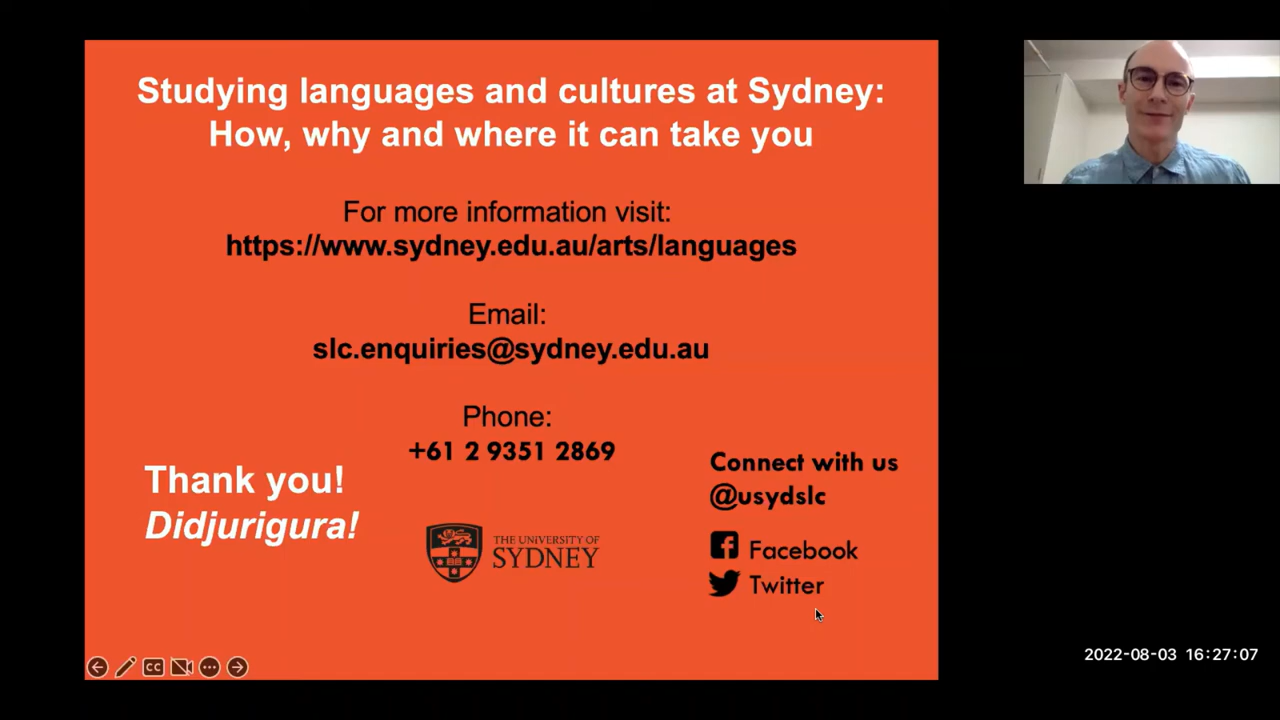 Studying languages and cultures at Sydney:
How, why and where it can take you
For more information visit:
https://www.sydney.edu.au/arts/languages
Email:
slc.enquiries@sydney.edu.au
Phone:
+61 2 9351 2869
Thank you!
Didjurigura!
THE UNIVERSITY OF
SYDNEY
Connect with us
@usydslc
Facebook
Twitter
CC
2022-08-03 16:27:07